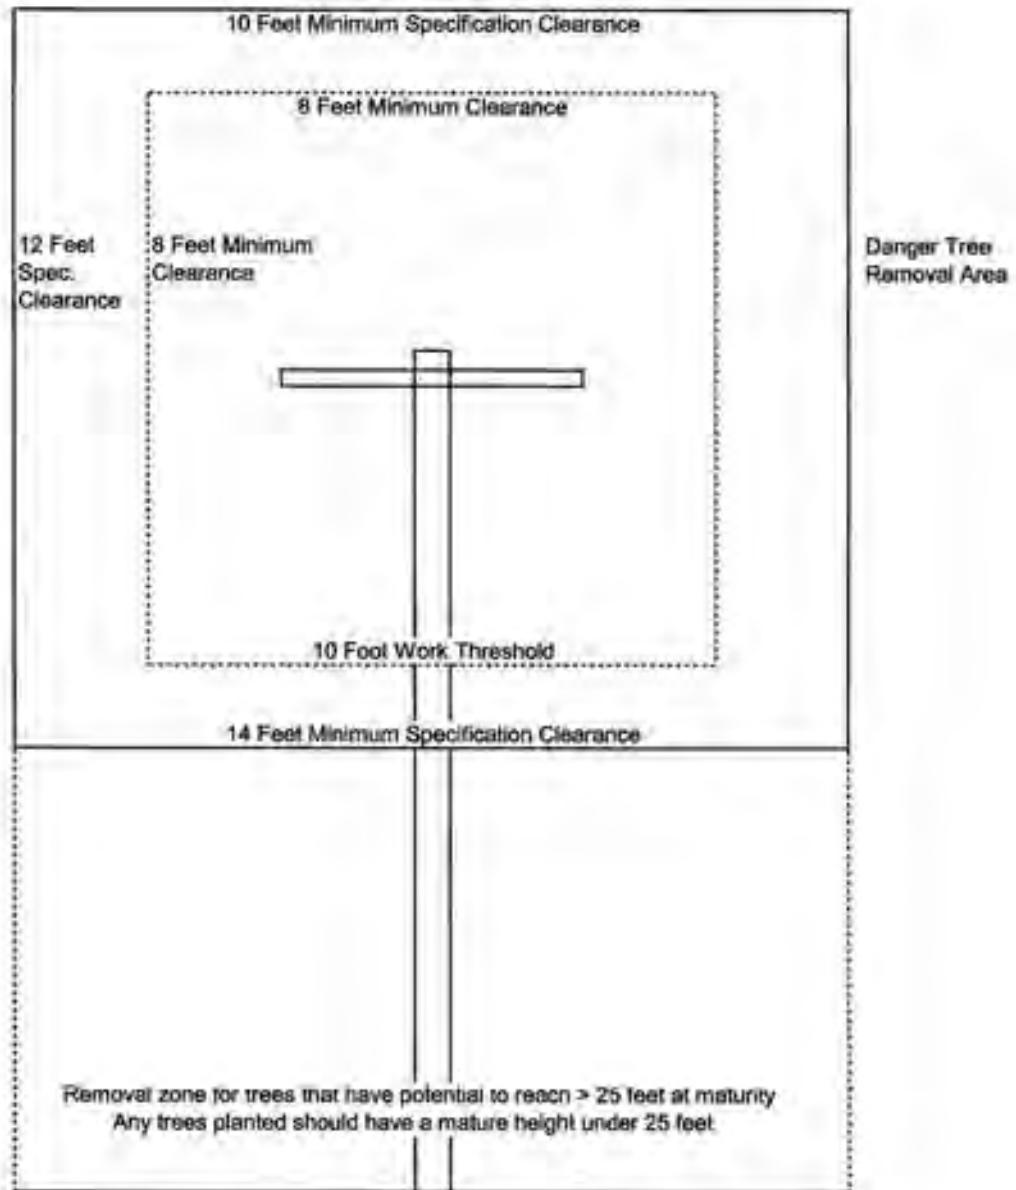 10 Feet Minimum Specification Clearance
8 Feet Minimum Clearance
12 Feet
Spec.
Clearance
8 Feet Minimum
Clearance
Danger Tree
Removal Area
10 Foot Work Threshold
14 Feet Minimum Specification Clearance
Removal zone for trees that have potential to reach > 25 feet at maturity
Any trees planted should have a mature height under 25 feet